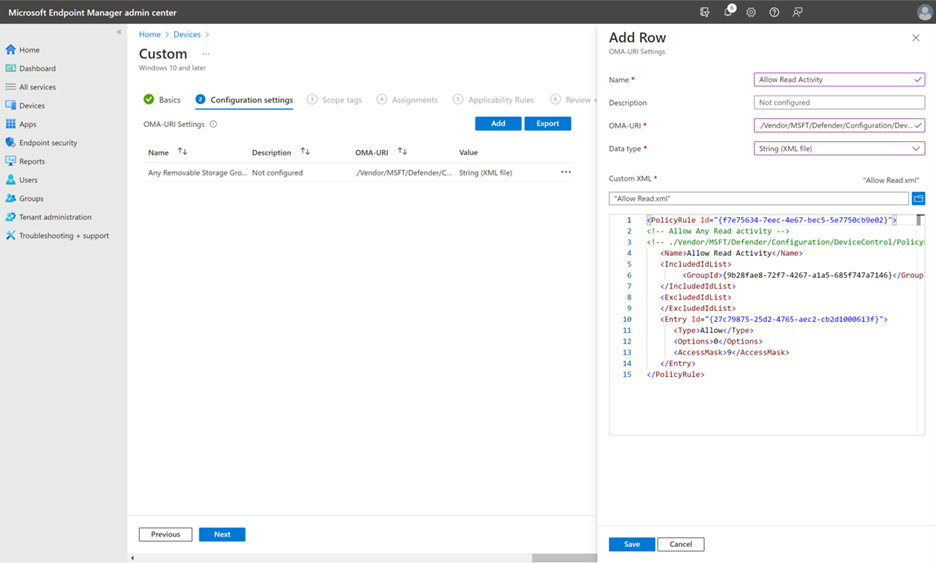 Microsoft Endpoint Manager admin center
6
Home
Dashboard
All services
Devices
Apps
Endpoint security
Reports
Users
Groups
Tenant administration
Troubleshooting + support
Home > Devices >
Custom ...
Windows 10 and later
Basics 2 Configuration settings 3 Scope tags 4 Assignments 5 Applicability Rules 6 Review +
OMA-URI Settings
Add Export
Name Description OMA-URI Value
Any Removable Storage Gro... Not configured ./Vendor/MSFT/Defender/C... String (XML file) ...
Previous Next
Add Row
OMA-URI Settings
Name * Allow Read Activity
Description Not configured
OMA-URI * ./Vendor/MSFT/Defender/Configuration/Dev...
Data type * String (XML file)
Custom XML * "Allow Read.xml"
"Allow Read.xml"
1 <PolicyRule Id="{f7e75634-7eec-4e67-bec5-5e7750cb9e02}">
2 <!-- Allow Any Read activity -->
3 <!-- ./Vendor/MSFT/Defender/Configuration/DeviceControl/Policy
4 <Name>Allow Read Activity</Name>
5 <IncludedIdList>
6 <GroupId>{9b28fae8-72f7-4267-a1a5-685f747a7146}</Group
7 </IncludedIdList>
8 <ExcludedIdList>
9 </ExcludedIdList>
10 <Entry Id="{27c79875-25d2-4765-aec2-cb2d1000613f}">
11 <Type>Allow</Type>
12 <Options>0</Options>
13 <AccessMask>9</AccessMask>
14 </Entry>
15 </PolicyRule>
Save Cancel